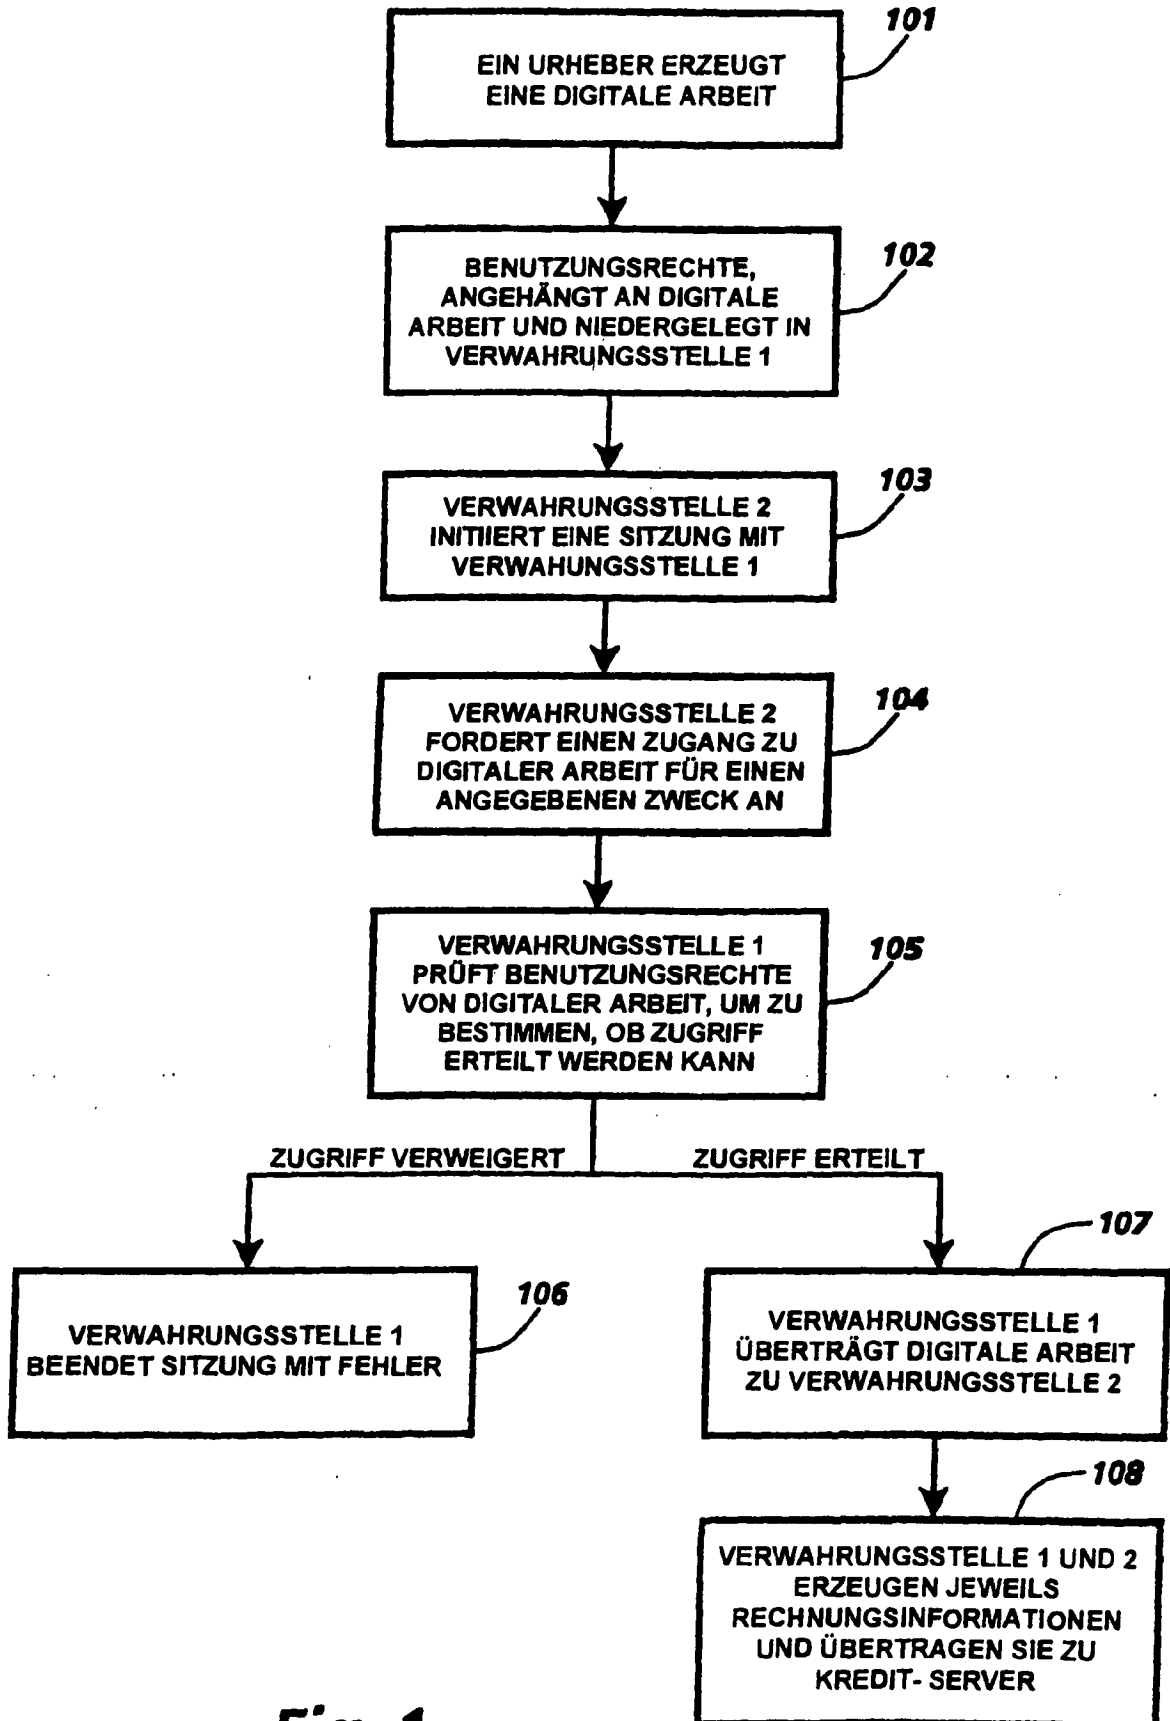 101
EIN URHEBER ERZEUGT
EINE DIGITALE ARBEIT
102
BENUTZUNGSRECHTE,
ANGEHÄNGT AN DIGITALE
ARBEIT UND NIEDERGELEGT IN
VERWAHRUNGSSTELLE 1
103
VERWAHRUNGSSTELLE 2
INITIIERT EINE SITZUNG MIT
VERWAHUNGSSTELLE 1
104
VERWAHRUNGSSTELLE 2
FORDERT EINEN ZUGANG ZU
DIGITALER ARBEIT FÜR EINEN
ANGEGEBENEN ZWECK AN
105
VERWAHRUNGSSTELLE 1
PRÜFT BENUTZUNGSRECHTE
VON DIGITALER ARBEIT, UM ZU
BESTIMMEN, OB ZUGRIFF
ERTEILT WERDEN KANN
ZUGRIFF VERWEIGERT
ZUGRIFF ERTEILT
106
VERWAHRUNGSSTELLE 1
BEENDET SITZUNG MIT FEHLER
107
VERWAHRUNGSSTELLE 1
ÜBERTRÄGT DIGITALE ARBEIT
ZU VERWAHRUNGSSTELLE 2
108
VERWAHRUNGSSTELLE 1 UND 2
ERZEUGEN JEWEILS
RECHNUNGSINFORMATIONEN
UND ÜBERTRAGEN SIE ZU
KREDIT- SERVER
Fig. 1